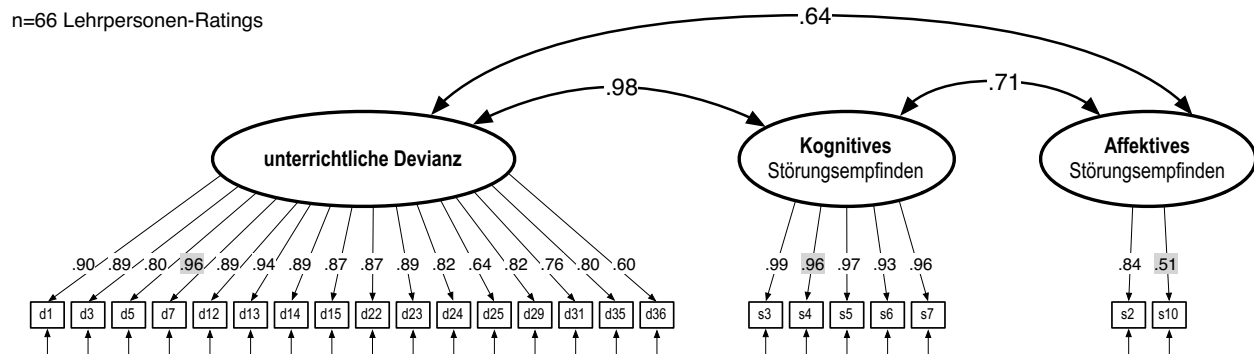 n=66 Lehrpersonen-Ratings
.64
.98
.71
unterrichtliche Devianz
Kognitives
Störungsempfinden
Affektives
Störungsempfinden
.90 .89 .80 .96 .89 .94 .89 .87 .87 .89 .82 .64 .82 .76 .80 .60
.99 .96 .97 .93 .96
.84 .51
d1 d3 d5 d7 d12 d13 d14 d15 d22 d23 d24 d25 d29 d31 d35 d36
s3 s4 s5 s6 s7
s2 s10